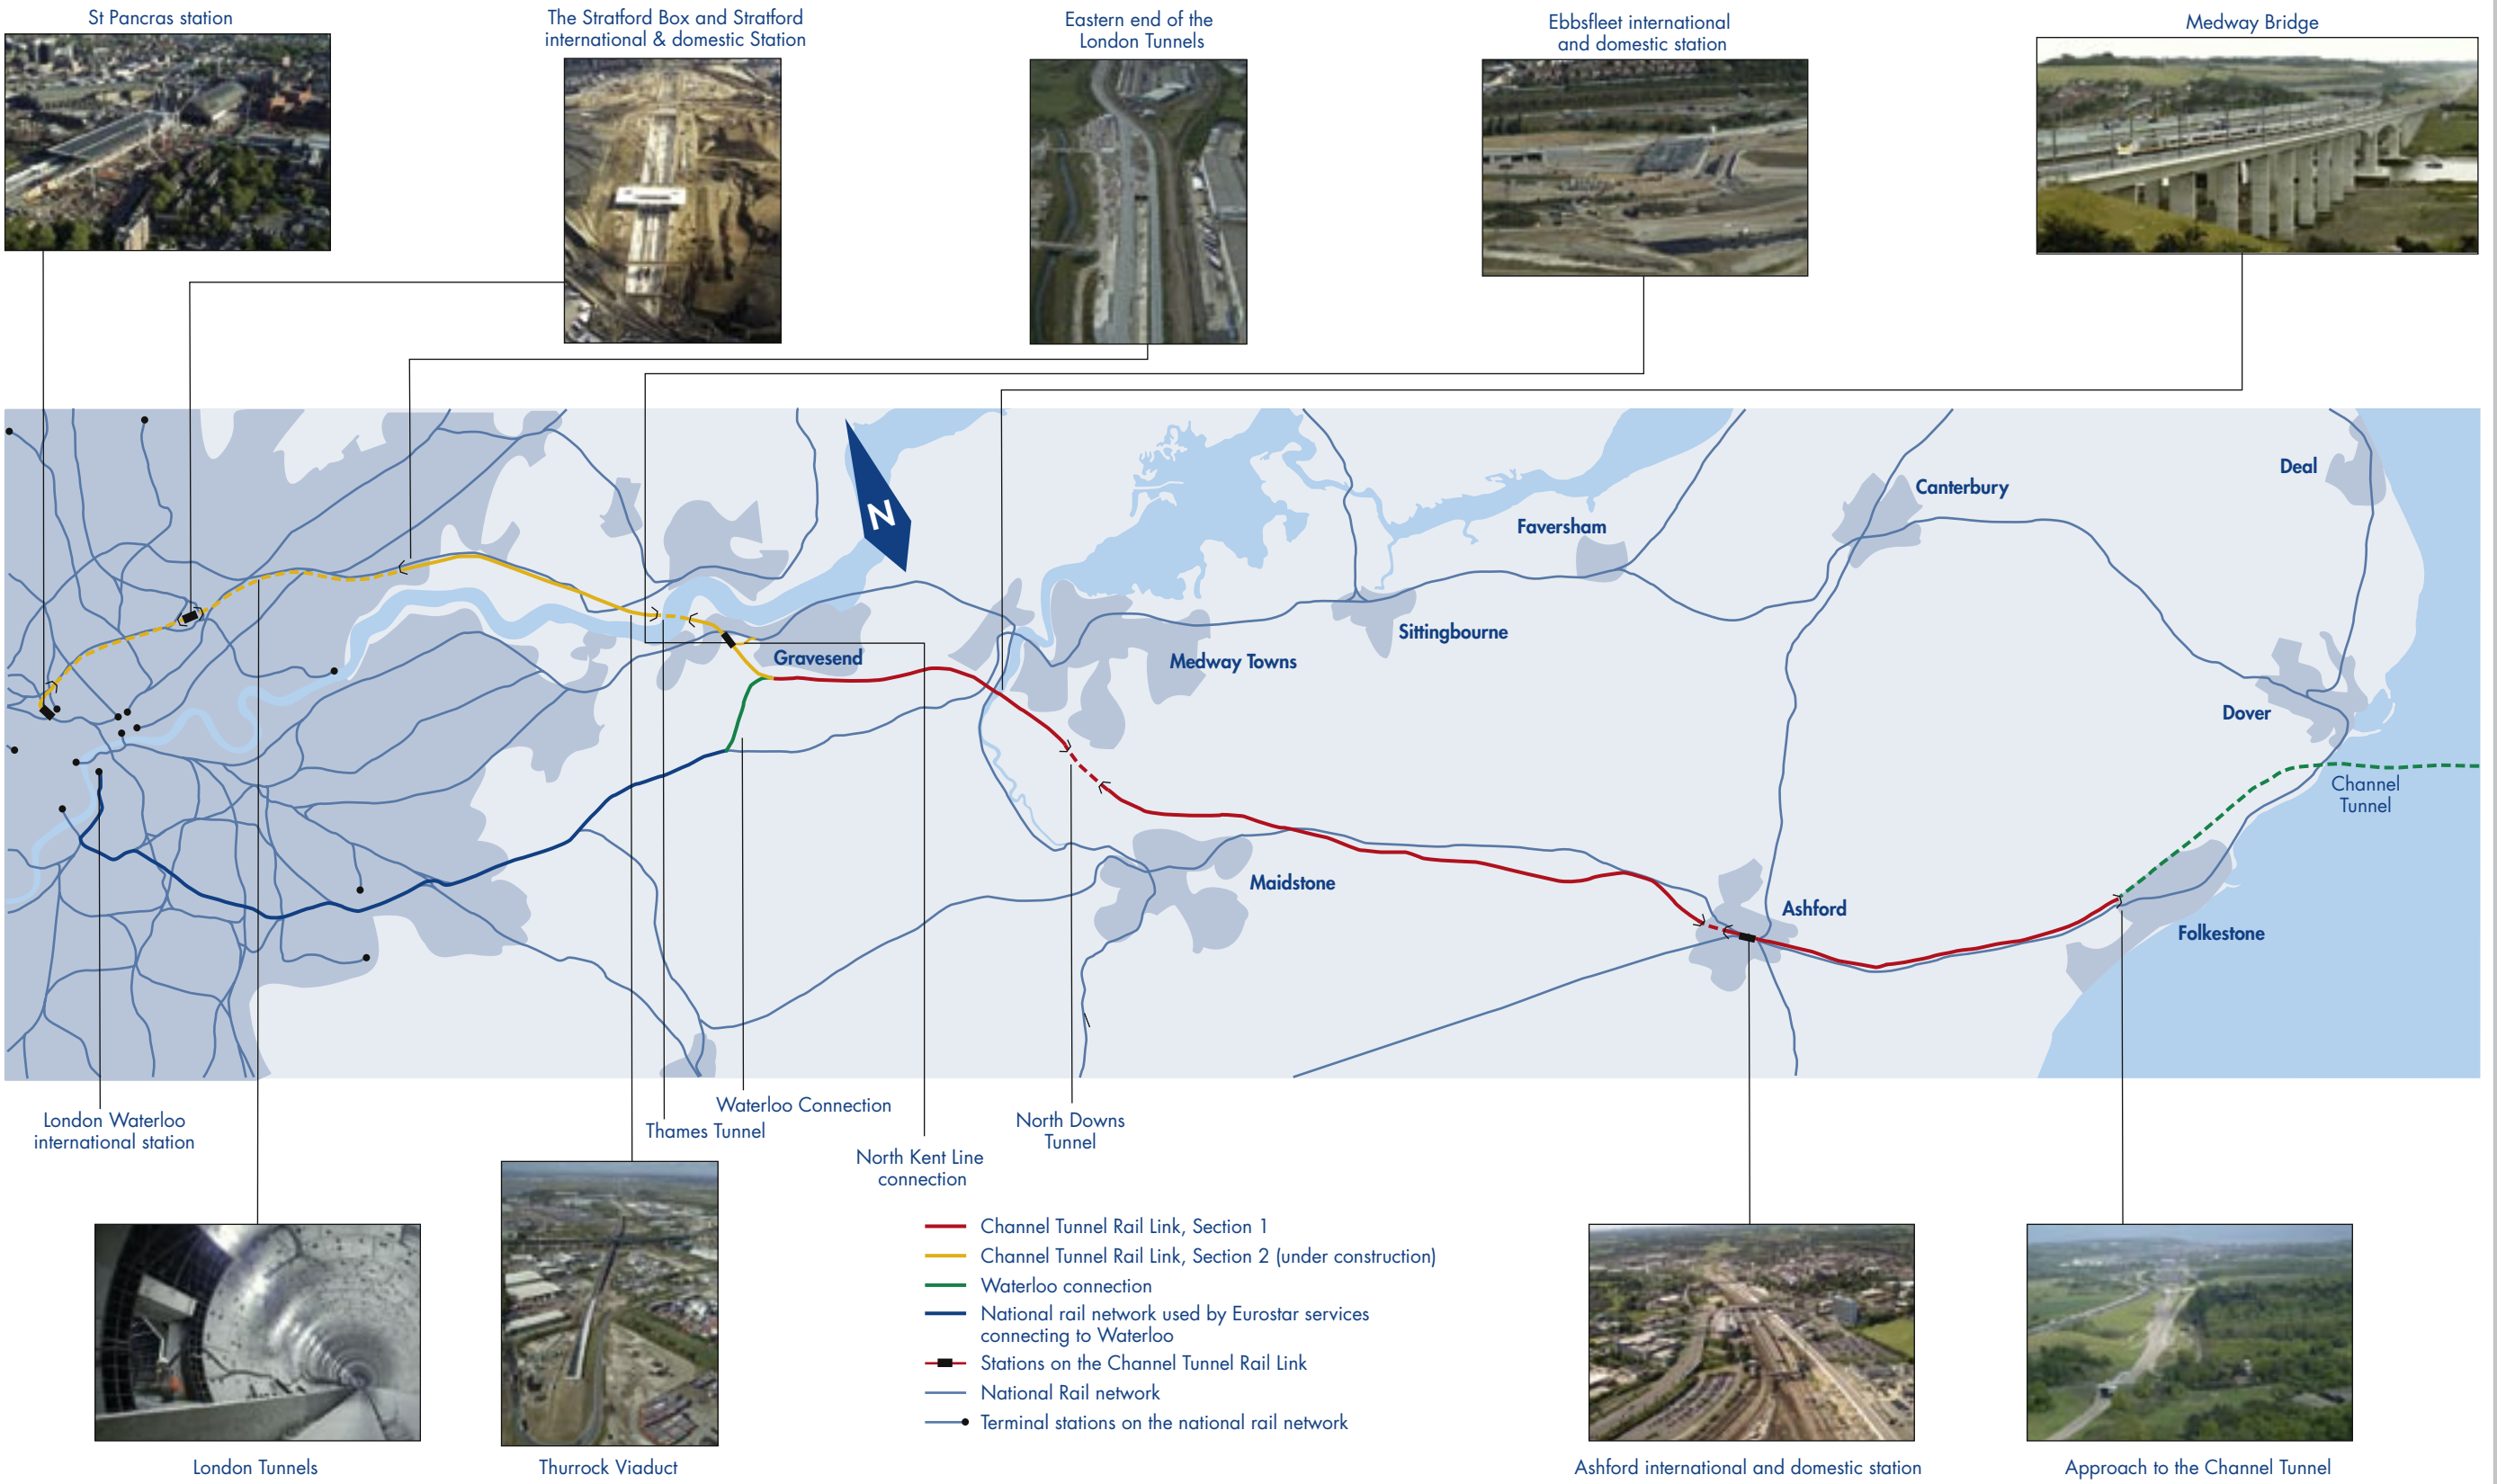 St Pancras station
The Stratford Box and Stratford
international & domestic Station
Eastern end of the
London Tunnels
Ebbsfleet international
and domestic station
Medway Bridge
N
Deal
Canterbury
Faversham
Sittingbourne
Gravesend
Medway Towns
Dover
Channel
Tunnel
Maidstone
Ashford
Folkestone
London Waterloo
international station
Waterloo Connection
Thames Tunnel
North Kent Line
connection
North Downs
Tunnel
Channel Tunnel Rail Link, Section 1
Channel Tunnel Rail Link, Section 2 (under construction)
Waterloo connection
National rail network used by Eurostar services
connecting to Waterloo
Stations on the Channel Tunnel Rail Link
National Rail network
Terminal stations on the national rail network
London Tunnels
Thurrock Viaduct
Ashford international and domestic station
Approach to the Channel Tunnel